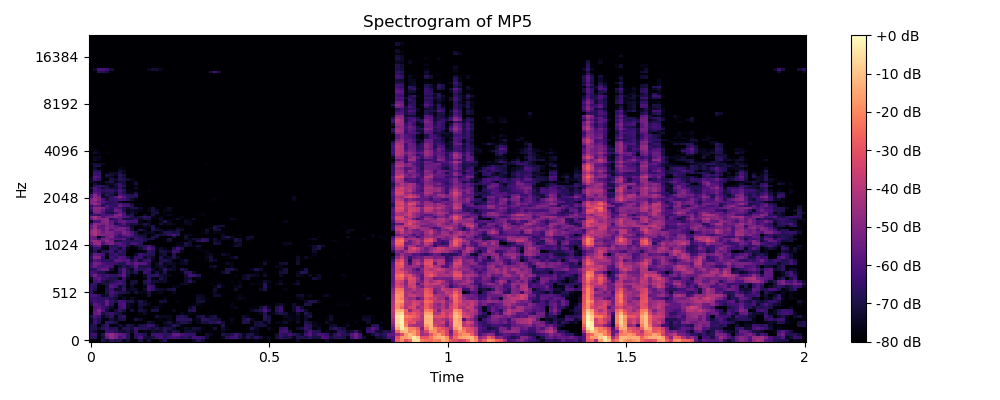 Spectrogram of MP5
16384
8192
4096
2048
1024
512
0
Hz
0
0.5
1
1.5
2
Time
+0 dB
-10 dB
-20 dB
-30 dB
-40 dB
-50 dB
-60 dB
-70 dB
-80 dB